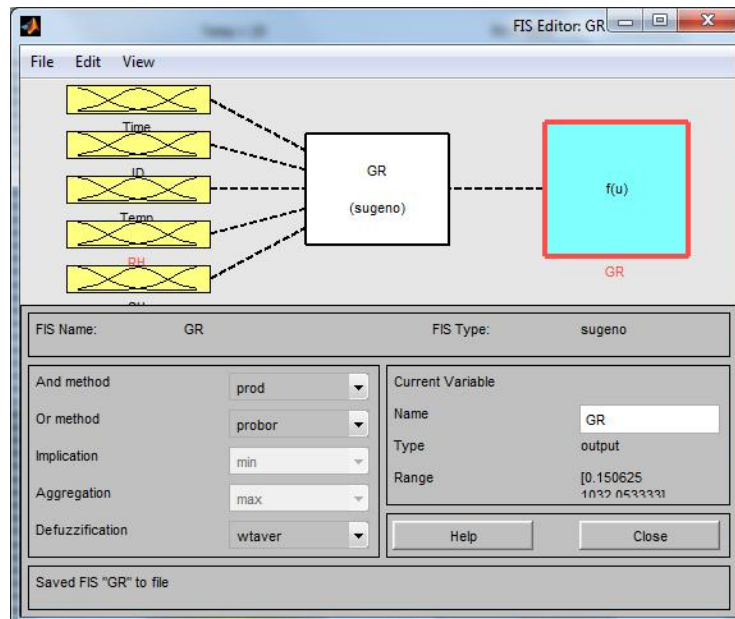 FIS Editor: GR
File Edit View
Time
ID
Temp
RH
GR
(sugeno)
f(u)
GR
FIS Name: GR FIS Type: sugeno
And method prod
Or method probor
Implication min
Aggregation max
Defuzzification wtaver
Current Variable
Name GR
Type output
Range [0.150625
1032.053333]
Help Close
Saved FIS "GR" to file